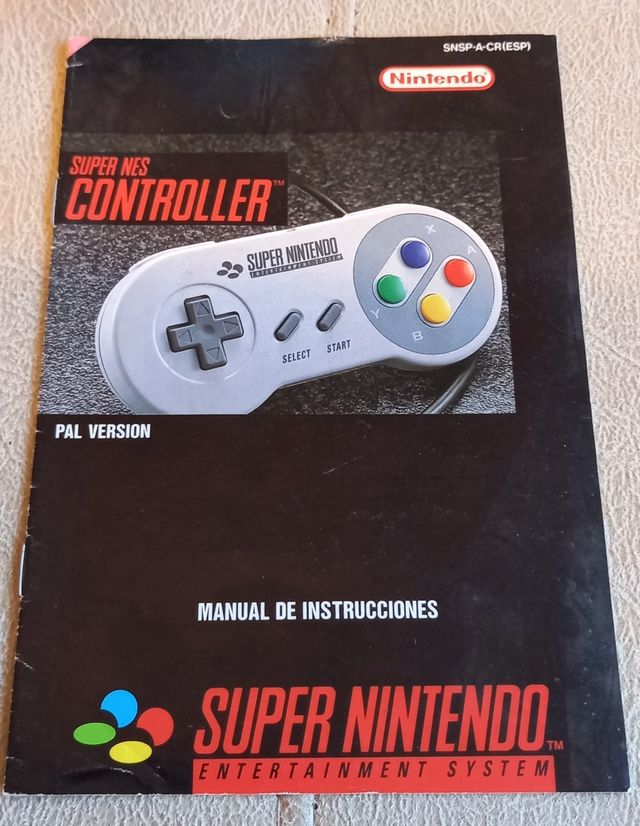 SNSP-A-CR(ESP)
Nintendo
SUPER NES
CONTROLLER™
SUPER NINTENDO
ENTERTAINMENT SYSTEM
X
A
Y
B
SELECT START
PAL VERSION
MANUAL DE INSTRUCCIONES
SUPER NINTENDO™
ENTERTAINMENT SYSTEM